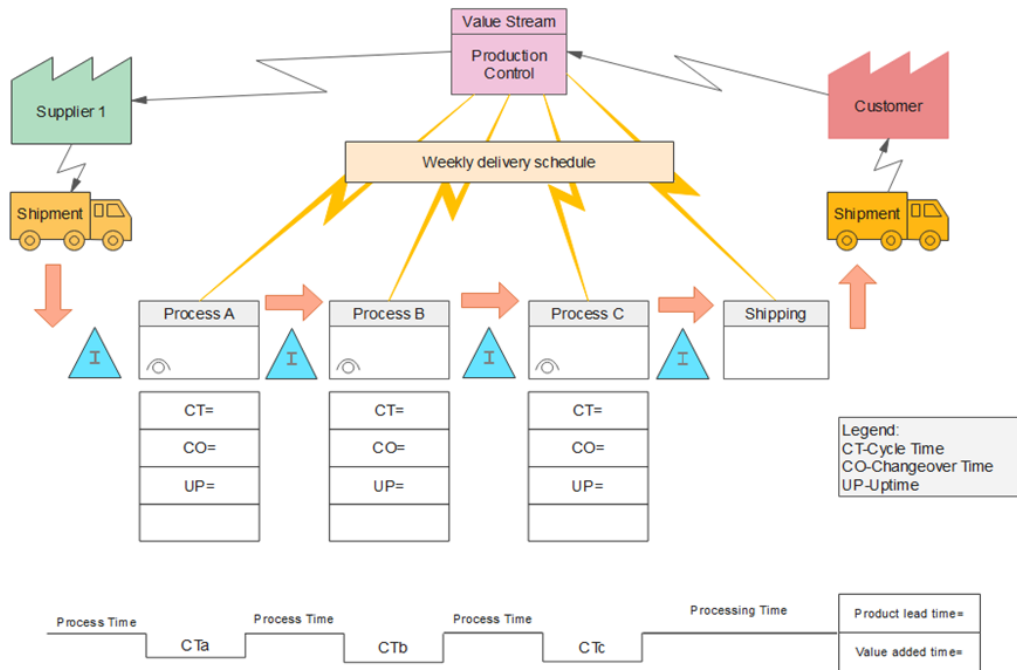 Value Stream
Production
Control
Supplier 1
Customer
Weekly delivery schedule
Shipment
Shipment
Process A
Process B
Process C
Shipping
I
I
I
I
CT=
CT=
CT=
CO=
CO=
CO=
UP=
UP=
UP=
Legend:
CT-Cycle Time
CO-Changeover Time
UP-Uptime
Process Time
Process Time
Process Time
Processing Time
CTa
CTb
CTc
Product lead time=
Value added time=